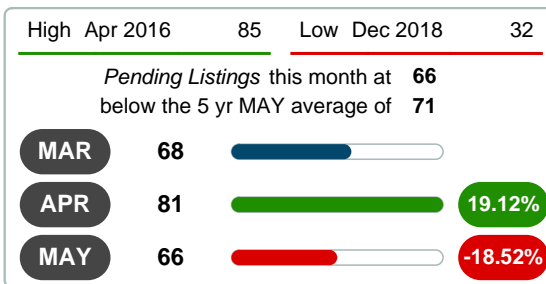 High Apr 2016 85 Low Dec 2018 32
Pending Listings this month at 66
below the 5 yr MAY average of 71
MAR 68
APR 81 19.12%
MAY 66 -18.52%